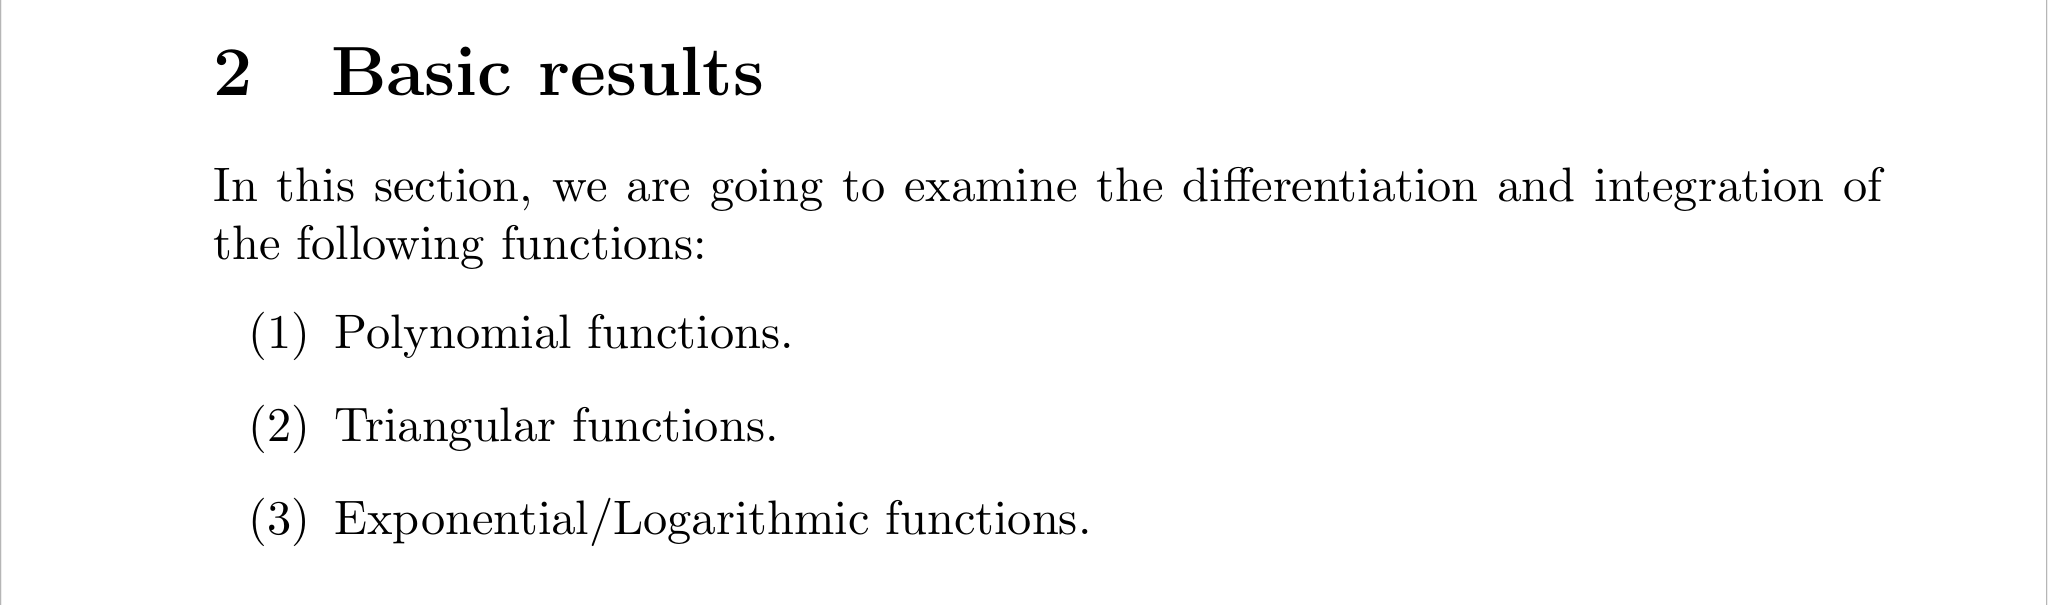 2 Basic results
In this section, we are going to examine the differentiation and integration of
the following functions:
(1) Polynomial functions.
(2) Triangular functions.
(3) Exponential/Logarithmic functions.